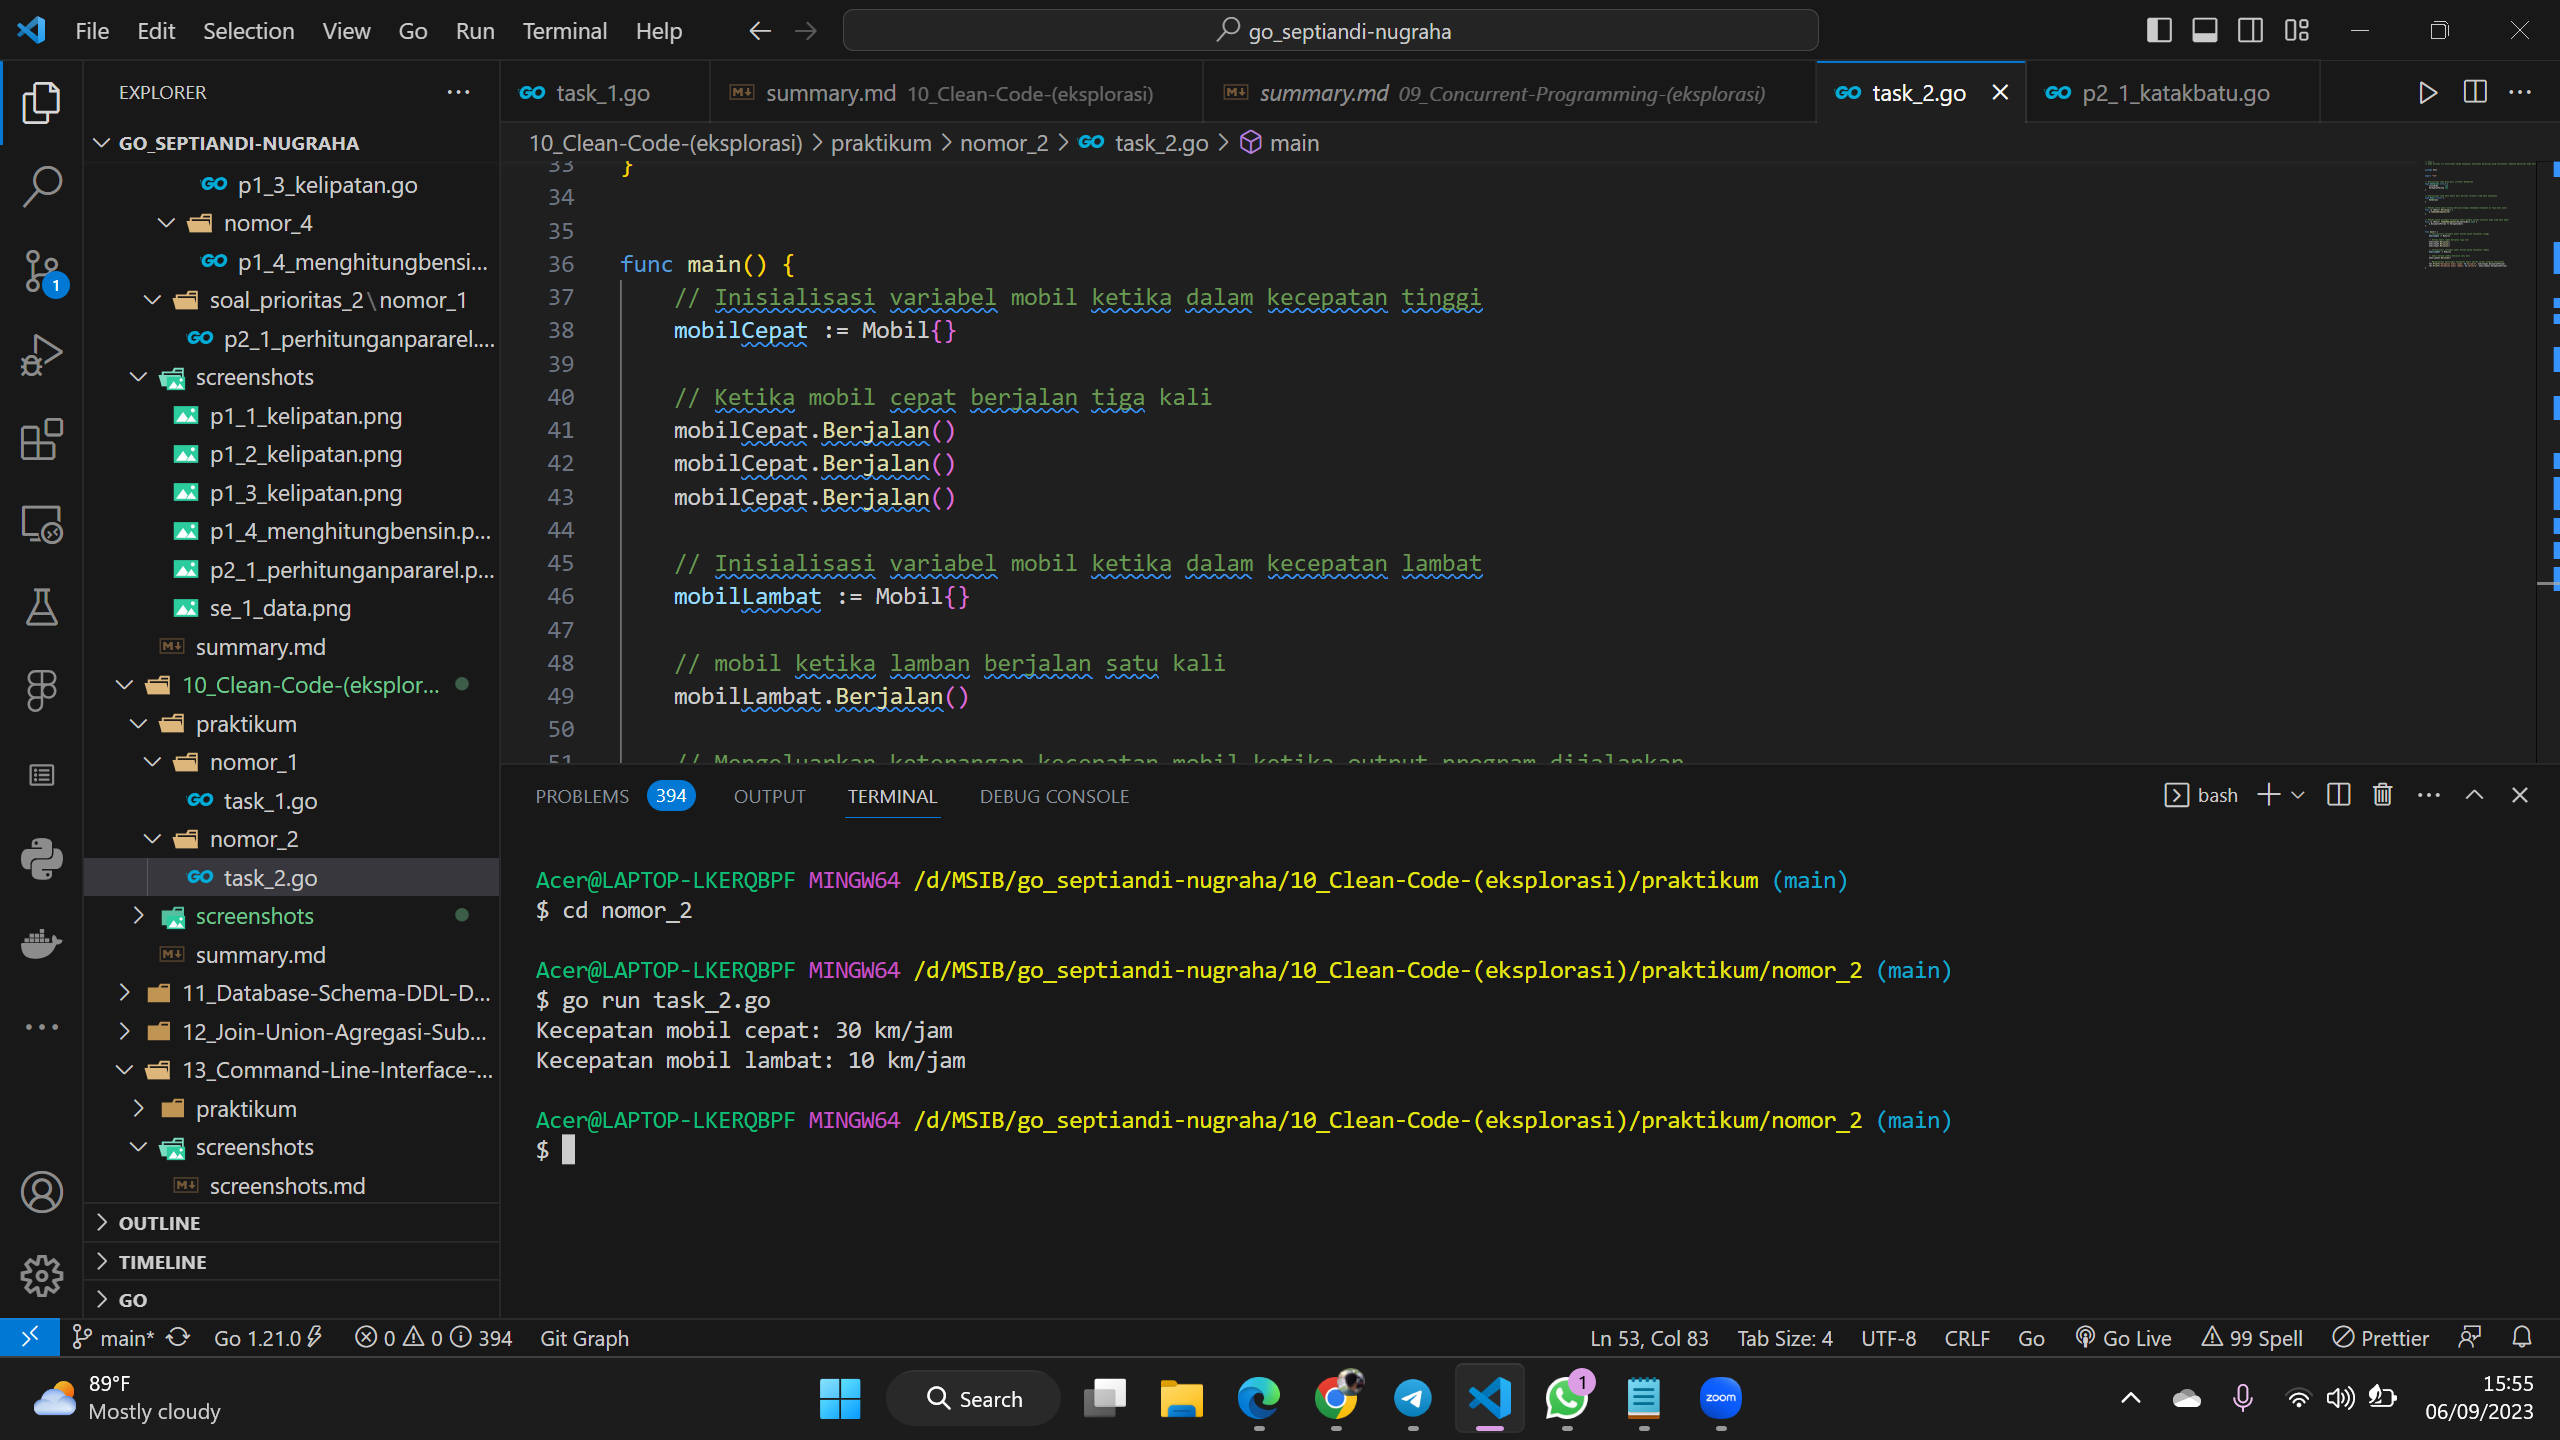 File Edit Selection View Go Run Terminal Help
go_septiandi-nugraha
EXPLORER
GO_SEPTIANDI-NUGRAHA
p1_3_kelipatan.go
nomor_4
p1_4_menghitungbensi...
soal_prioritas_2\nomor_1
p2_1_perhitunganpararel....
screenshots
p1_1_kelipatan.png
p1_2_kelipatan.png
p1_3_kelipatan.png
p1_4_menghitungbensin.p...
p2_1_perhitunganpararel.p...
se_1_data.png
summary.md
10_Clean-Code-(eksplor...
praktikum
nomor_1
task_1.go
nomor_2
task_2.go
screenshots
summary.md
11_Database-Schema-DDL-D...
12_Join-Union-Agregasi-Sub...
13_Command-Line-Interface-...
praktikum
screenshots
screenshots.md
OUTLINE
TIMELINE
GO
1
task_1.go
summary.md 10_Clean-Code-(eksplorasi)
summary.md 09_Concurrent-Programming-(eksplorasi)
task_2.go
p2_1_katakbatu.go
10_Clean-Code-(eksplorasi) > praktikum > nomor_2 > task_2.go > main
33 }
34
35
36 func main() {
37 // Inisialisasi variabel mobil ketika dalam kecepatan tinggi
38 mobilCepat := Mobil{}
39
40 // Ketika mobil cepat berjalan tiga kali
41 mobilCepat.Berjalan()
42 mobilCepat.Berjalan()
43 mobilCepat.Berjalan()
44
45 // Inisialisasi variabel mobil ketika dalam kecepatan lambat
46 mobilLambat := Mobil{}
47
48 // mobil ketika lamban berjalan satu kali
49 mobilLambat.Berjalan()
50
51 // Mengeluarkan keterangan kecepatan mobil ketika output program dijalankan
PROBLEMS 394 OUTPUT TERMINAL DEBUG CONSOLE
bash
Acer@LAPTOP-LKERQBPF MINGW64 /d/MSIB/go_septiandi-nugraha/10_Clean-Code-(eksplorasi)/praktikum (main)
$ cd nomor_2
Acer@LAPTOP-LKERQBPF MINGW64 /d/MSIB/go_septiandi-nugraha/10_Clean-Code-(eksplorasi)/praktikum/nomor_2 (main)
$ go run task_2.go
Kecepatan mobil cepat: 30 km/jam
Kecepatan mobil lambat: 10 km/jam
Acer@LAPTOP-LKERQBPF MINGW64 /d/MSIB/go_septiandi-nugraha/10_Clean-Code-(eksplorasi)/praktikum/nomor_2 (main)
$
main* Go 1.21.0 0 0 394 Git Graph
Ln 53, Col 83 Tab Size: 4 UTF-8 CRLF Go Go Live 99 Spell Prettier
89°F
Mostly cloudy
Search
1
zoom
15:55
06/09/2023